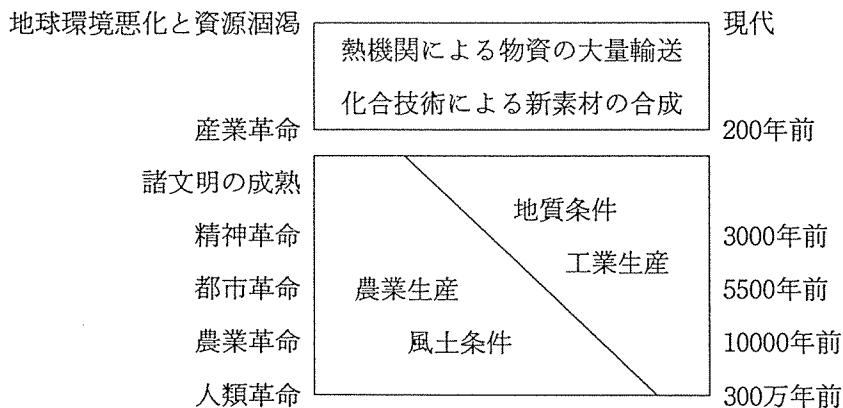 地球環境悪化と資源涸渇
現代
熱機関による物資の大量輸送
化合技術による新素材の合成
産業革命
200年前
諸文明の成熟
地質条件
精神革命
3000年前
工業生産
都市革命
農業生産
5500年前
農業革命
風土条件
10000年前
人類革命
300万年前